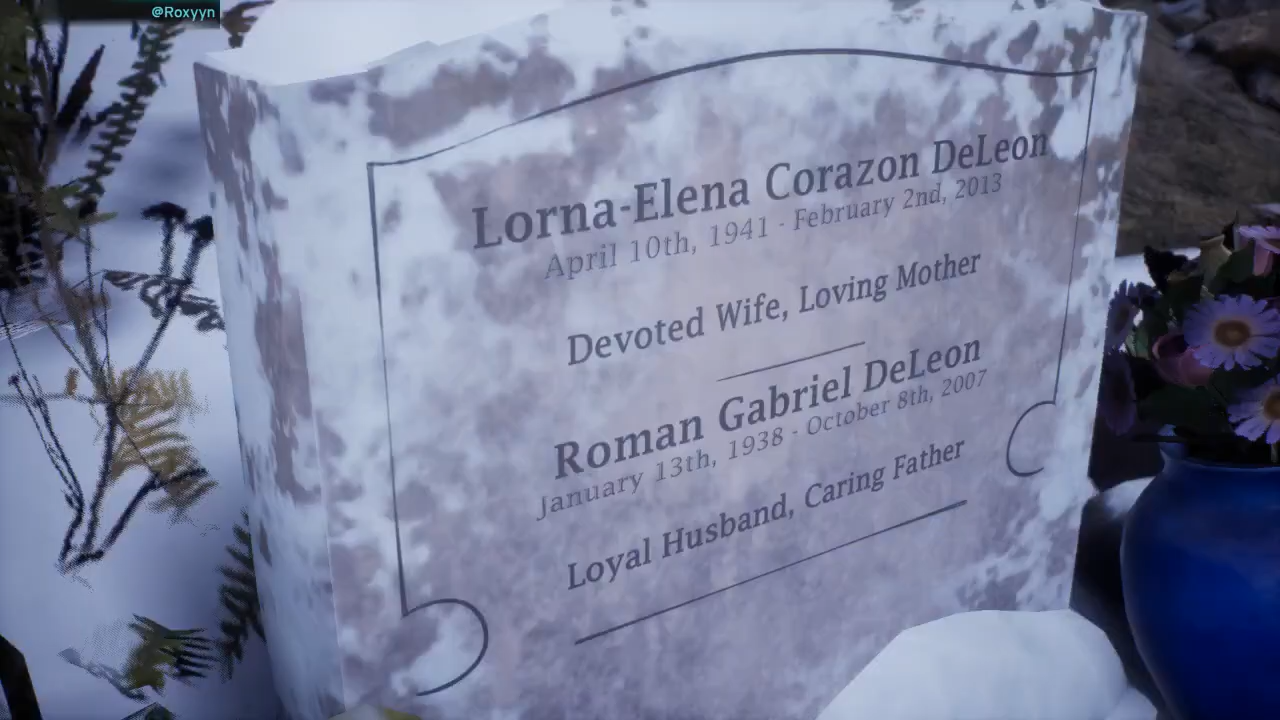 @Roxyyn
Lorna-Elena Corazon DeLeon
April 10th, 1941 - February 2nd, 2013
Devoted Wife, Loving Mother
Roman Gabriel DeLeon
January 13th, 1938 - October 8th, 2007
Loyal Husband, Caring Father